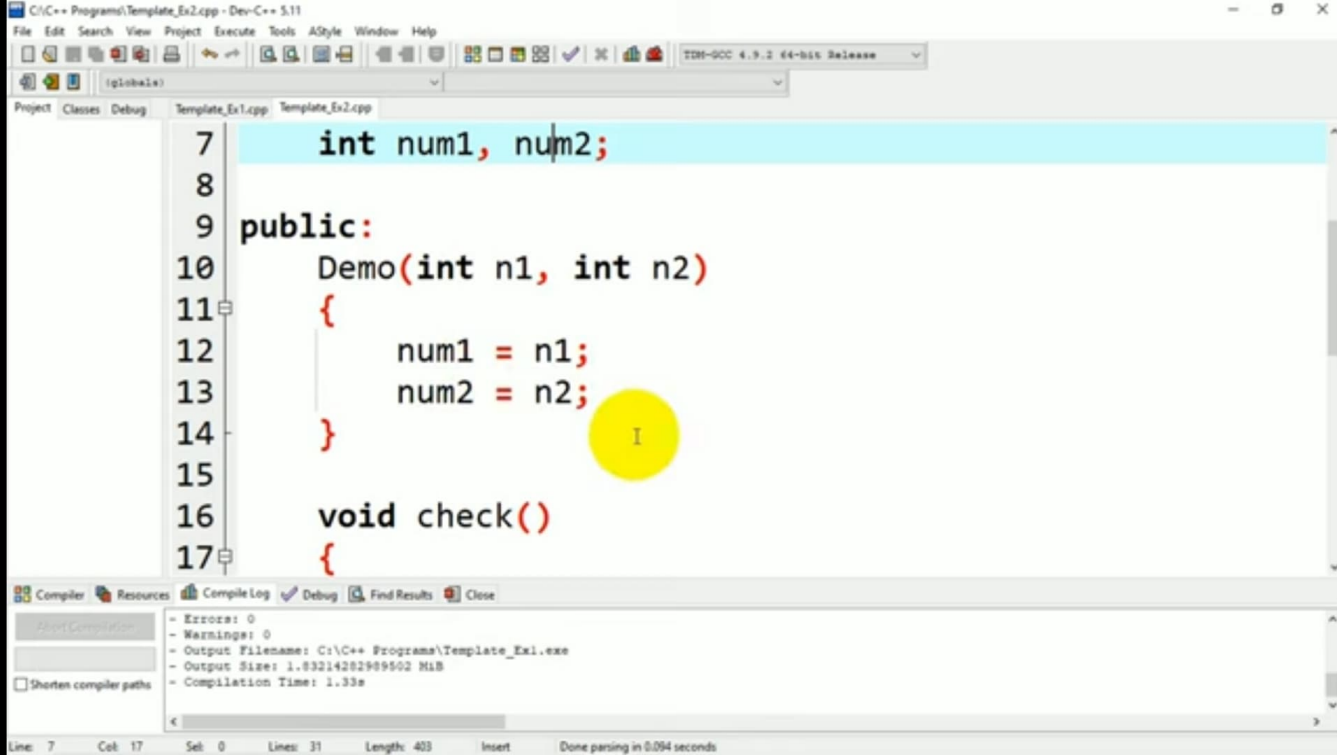 C:\C++ Programs\Template_Ex2.cpp - Dev-C++ 5.11
File Edit Search View Project Execute Tools AStyle Window Help
TDM-GCC 4.9.2 64-bit Release
(globals)
Project Classes Debug Template_Ex1.cpp Template_Ex2.cpp
7 int num1, num2;
8
9 public:
10 Demo(int n1, int n2)
11 {
12 num1 = n1;
13 num2 = n2;
14 }
15
16 void check()
17 {
Compiler Resources Compile Log Debug Find Results Close
Abort Compilation
Shorten compiler paths
- Errors: 0
- Warnings: 0
- Output Filename: C:\C++ Programs\Template_Ex1.exe
- Output Size: 1.83214282989502 MiB
- Compilation Time: 1.33s
Line: 7 Col: 17 Sel: 0 Lines: 31 Length: 403 Insert Done parsing in 0.094 seconds